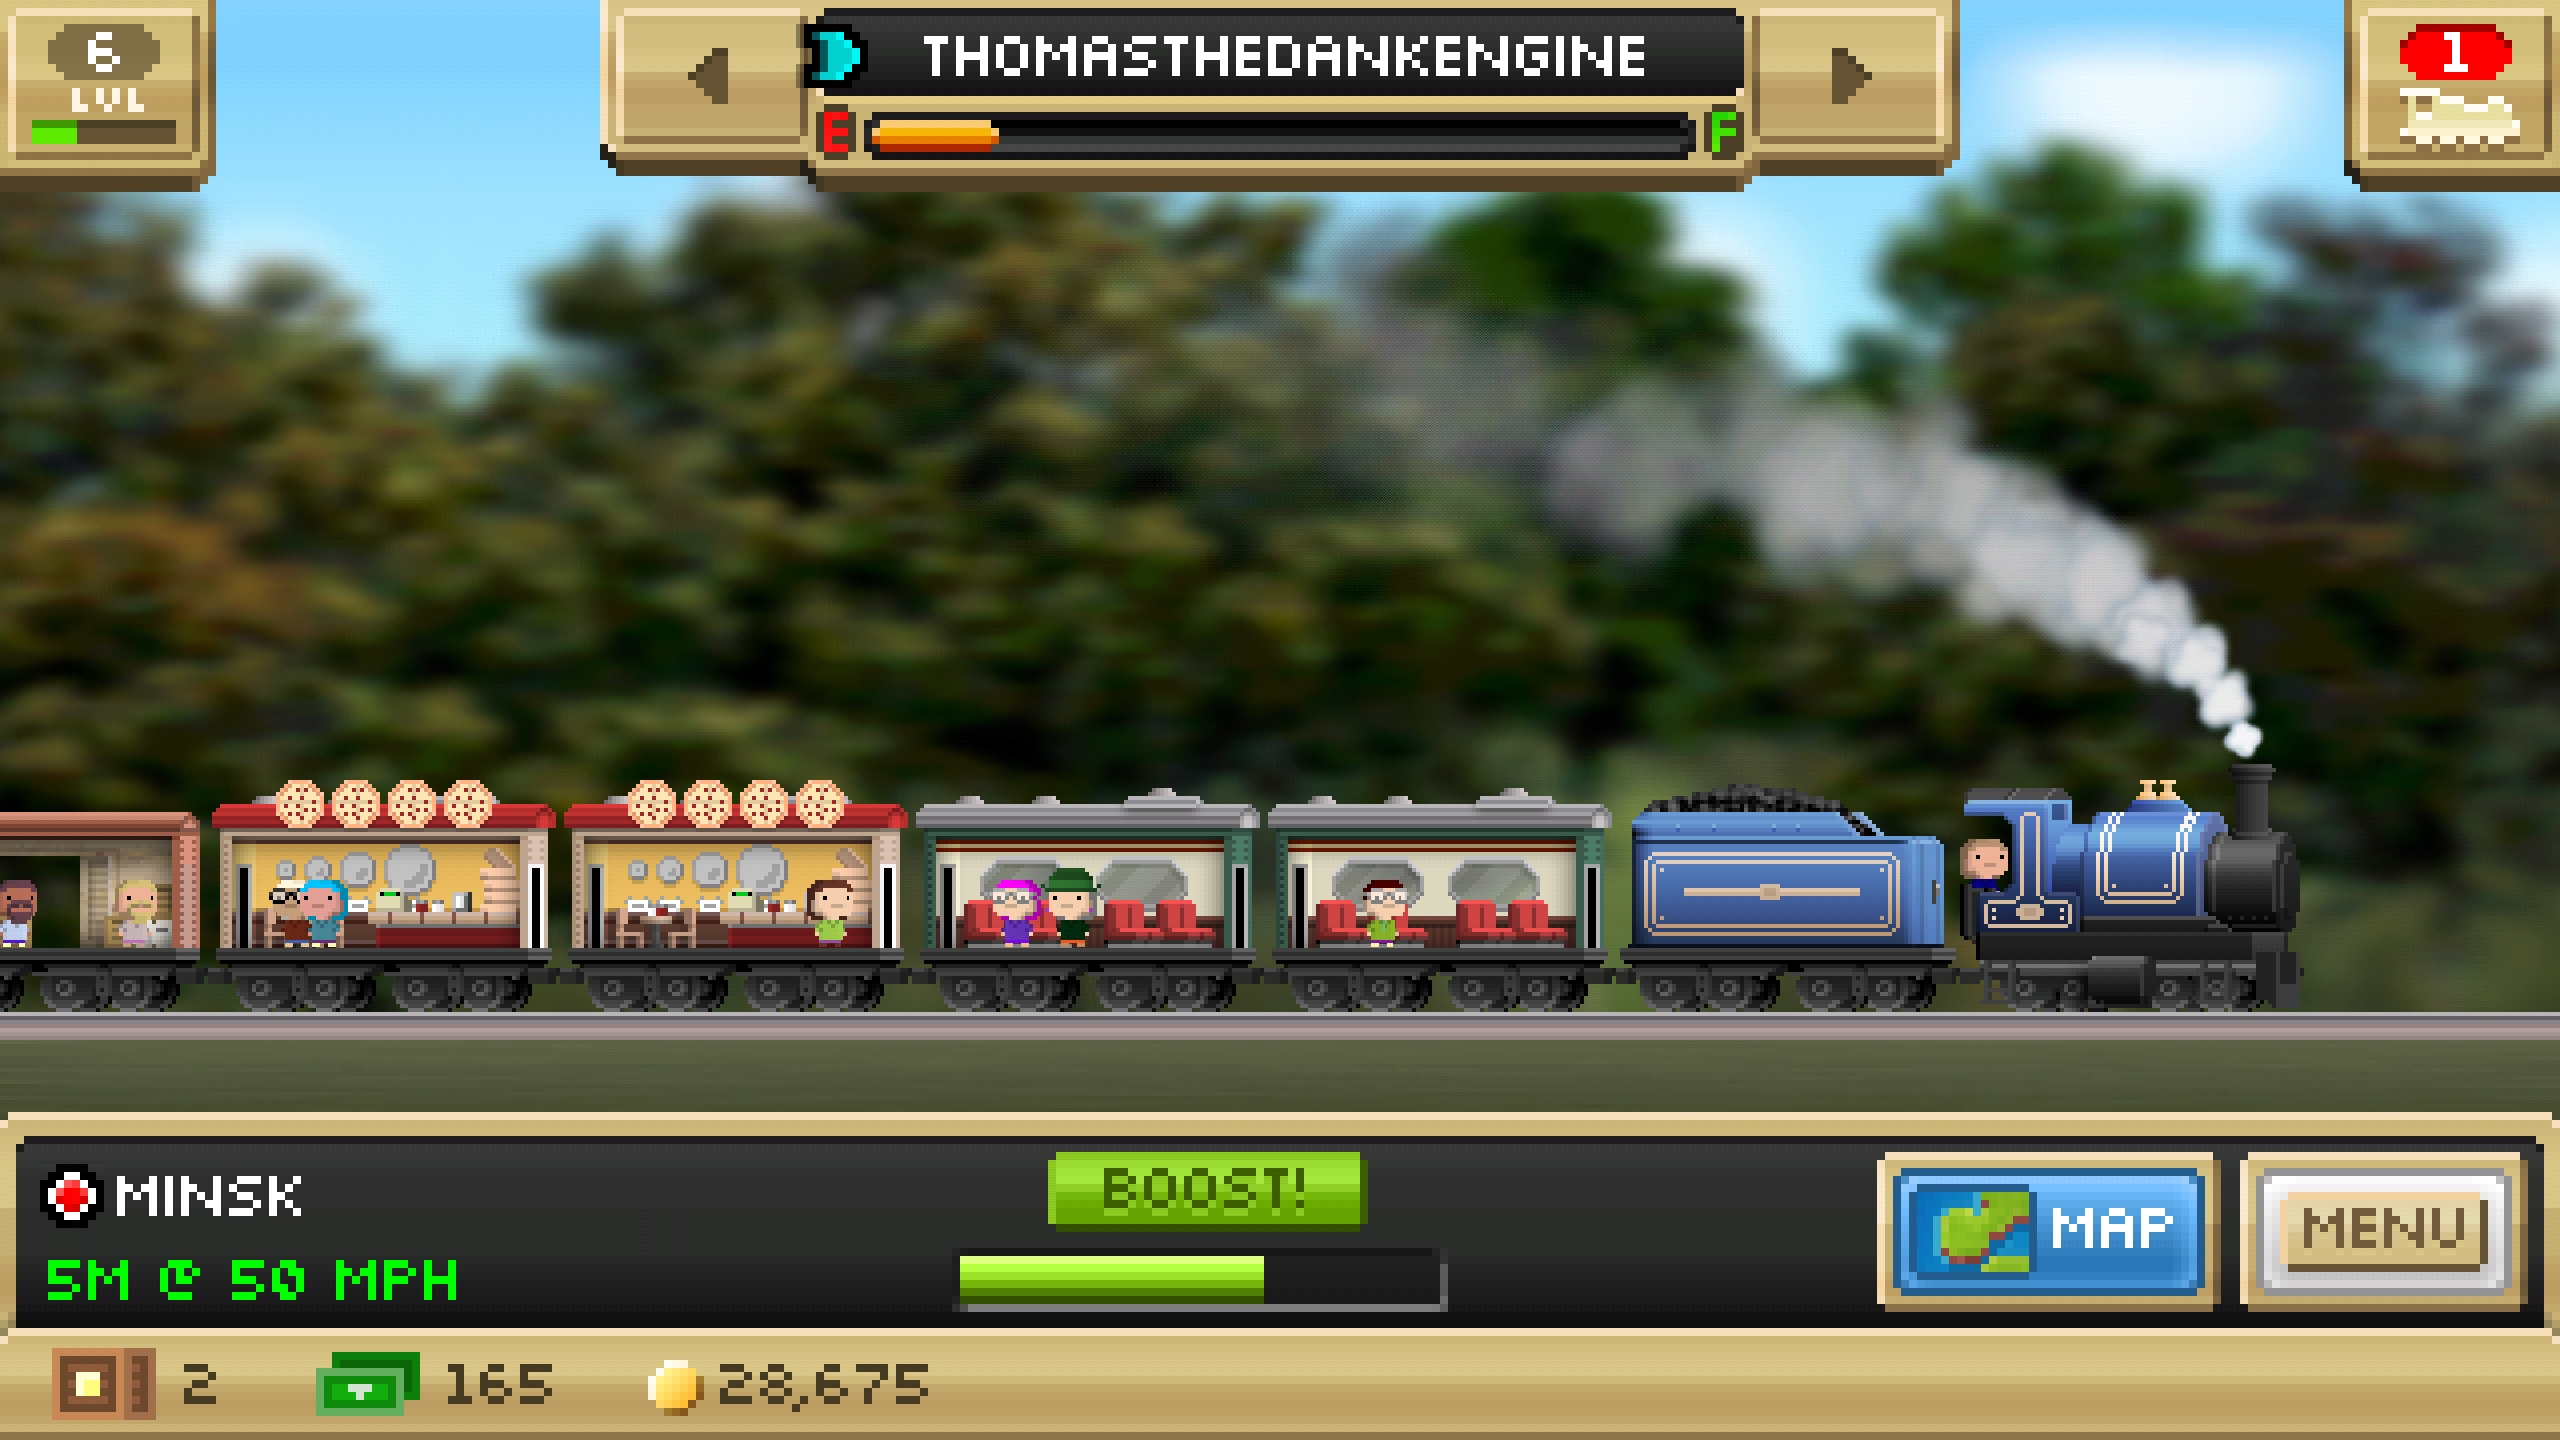 6
LVL
THOMASTHEDANKENGINE
E
F
1
MINSK
5M @ 50 MPH
BOOST!
MAP
MENU
2
165
28,675